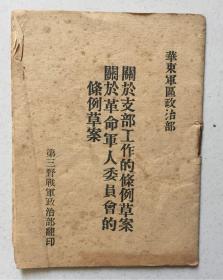 華東軍區政治部
關於支部工作的條例草案
關於革命軍人委員會的
條例草案
第三野戰軍政治部翻印